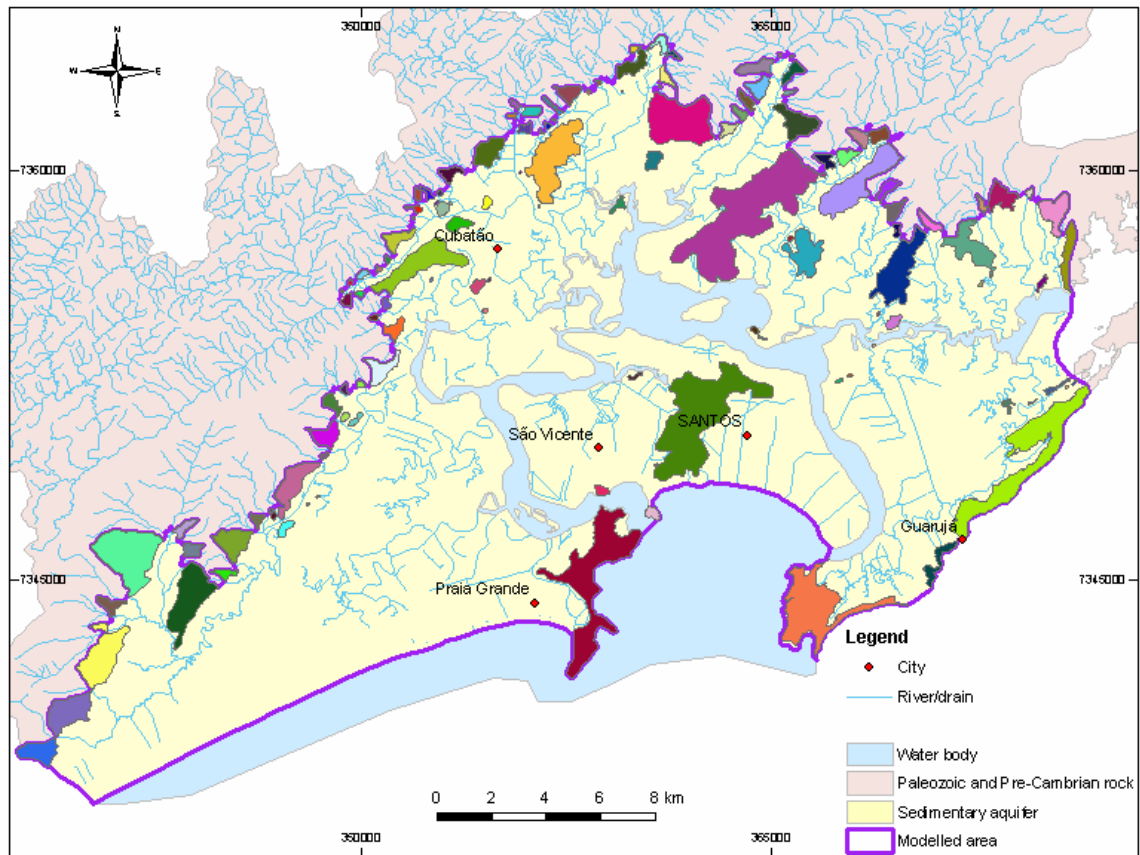 350000
365000
N
W
E
S
7360000
7360000
Cubatão
São Vicente
SANTOS
Guarujá
7345000
7345000
Praia Grande
Legend
City
River/drain
Water body
Paleozoic and Pre-Cambrian rock
Sedimentary aquifer
Modelled area
0 2 4 6 8 km
350000
365000